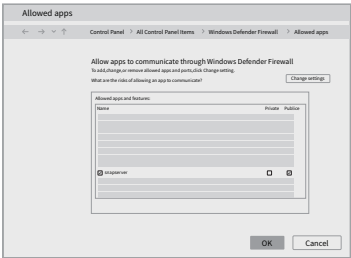 Allowed apps
Control Panel > All Control Panel Items > Windows Defender Firewall > Allowed apps
Allow apps to communicate through Windows Defender Firewall
To add,change,or remove allowed apps and ports,click Change setting.
What are the risks of allowing an app to communicate?
Change settings
Allowed apps and features:
Name Private Publice
snapserver
OK Cancel